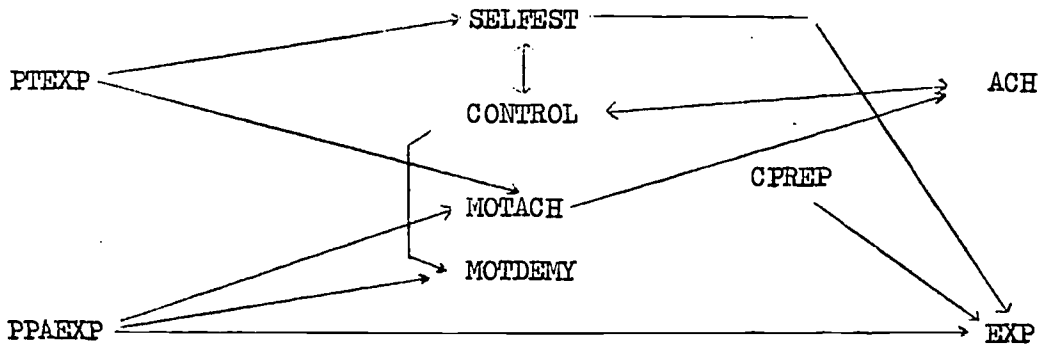 SELFEST
PTEXP
ACH
CONTROL
CPREP
MOTACH
MOTDEMY
PPAEXP
EXP